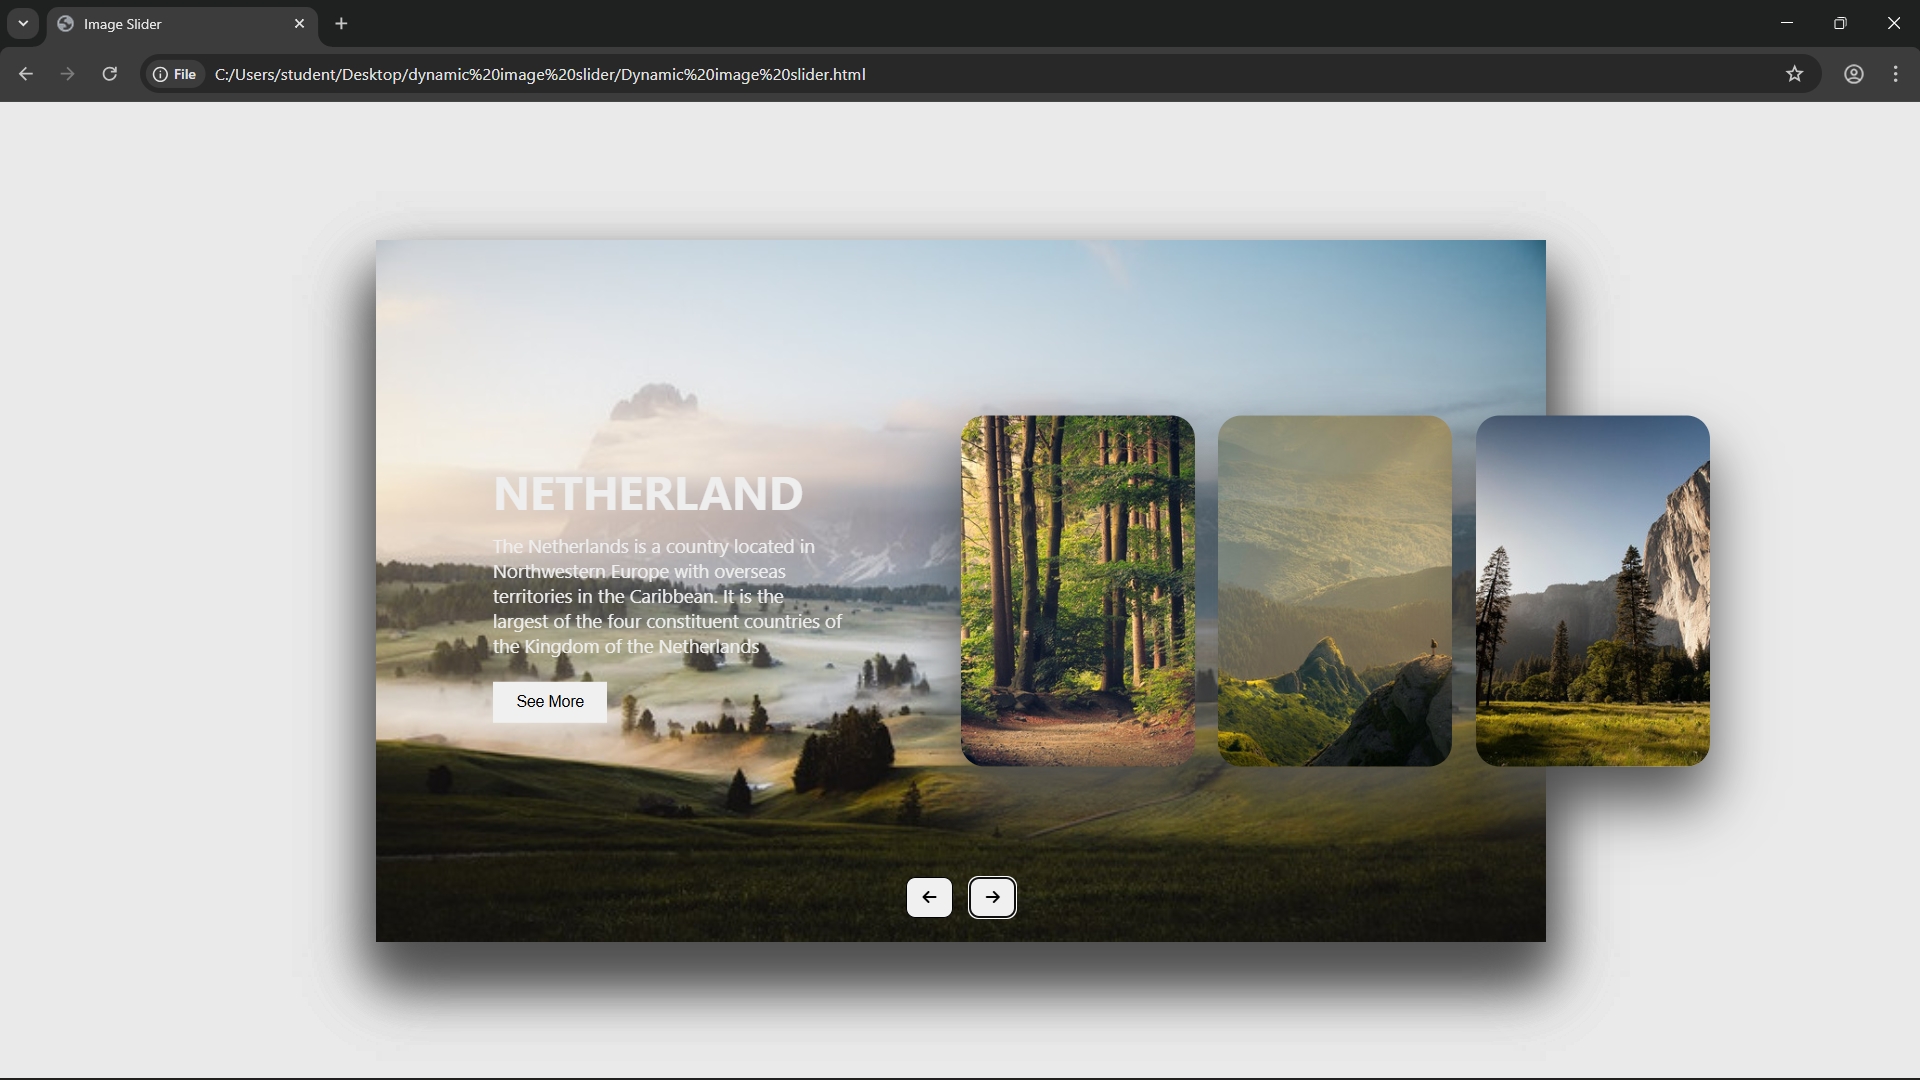 Image Slider
File
C:/Users/student/Desktop/dynamic%20image%20slider/Dynamic%20image%20slider.html
NETHERLAND
The Netherlands is a country located in
Northwestern Europe with overseas
territories in the Caribbean. It is the
largest of the four constituent countries of
the Kingdom of the Netherlands
See More